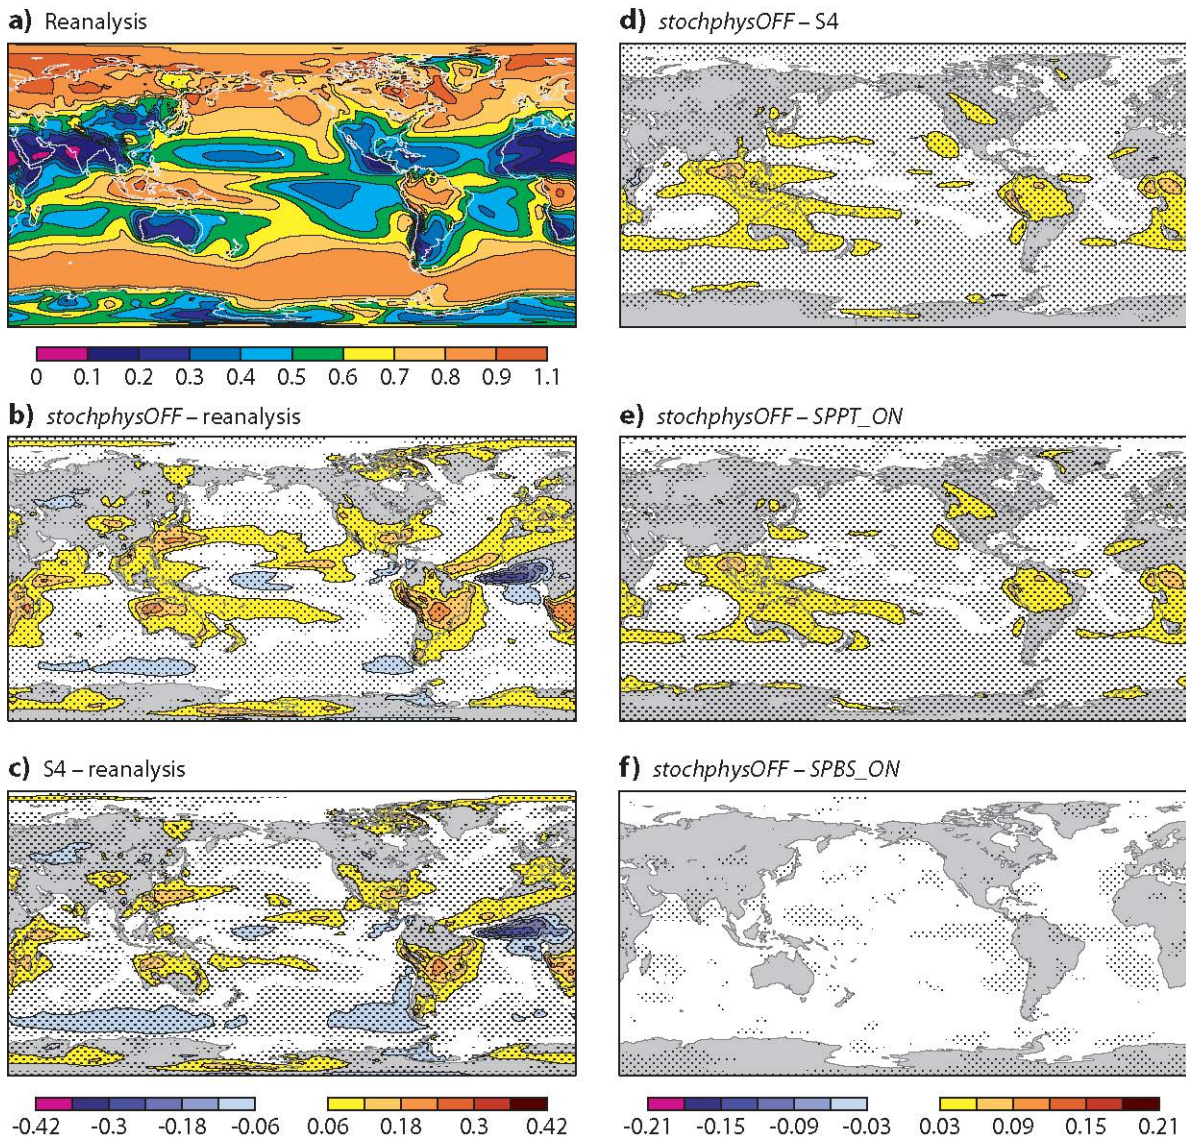 a) Reanalysis
0 0.1 0.2 0.3 0.4 0.5 0.6 0.7 0.8 0.9 1.1
b) stochphysOFF – reanalysis
c) S4 – reanalysis
-0.42 -0.3 -0.18 -0.06 0.06 0.18 0.3 0.42
d) stochphysOFF – S4
e) stochphysOFF – SPPT_ON
f) stochphysOFF – SPBS_ON
-0.21 -0.15 -0.09 -0.03 0.03 0.09 0.15 0.21